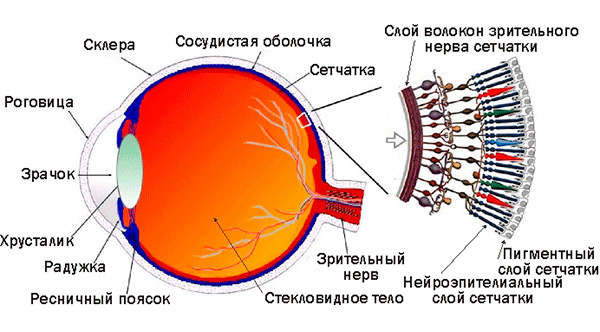 Склера
Сосудистая оболочка
Сетчатка
Роговица
Зрачок
Хрусталик
Радужка
Ресничный поясок
Стекловидное тело
Зрительный
нерв
Слой волокон зрительного
нерва сетчатки
Пигментный
слой сетчатки
Нейроэпителиальный
слой сетчатки